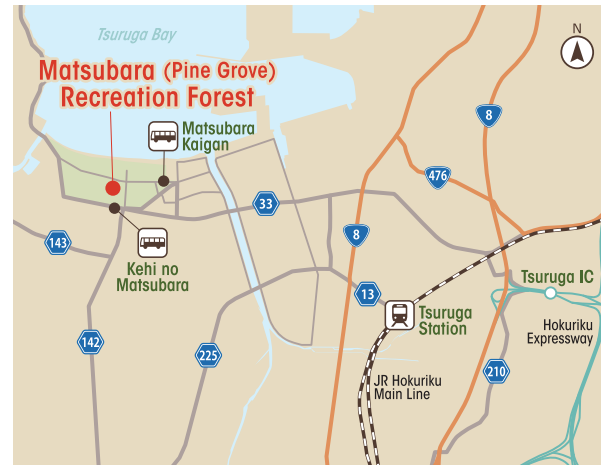 Tsuruga Bay
N
Matsubara (Pine Grove)
Recreation Forest
8
Matsubara
Kaigan
476
33
8
143
Kehi no
Matsubara
Tsuruga IC
13
Tsuruga
Station
Hokuriku
Expressway
142
225
210
JR Hokuriku
Main Line